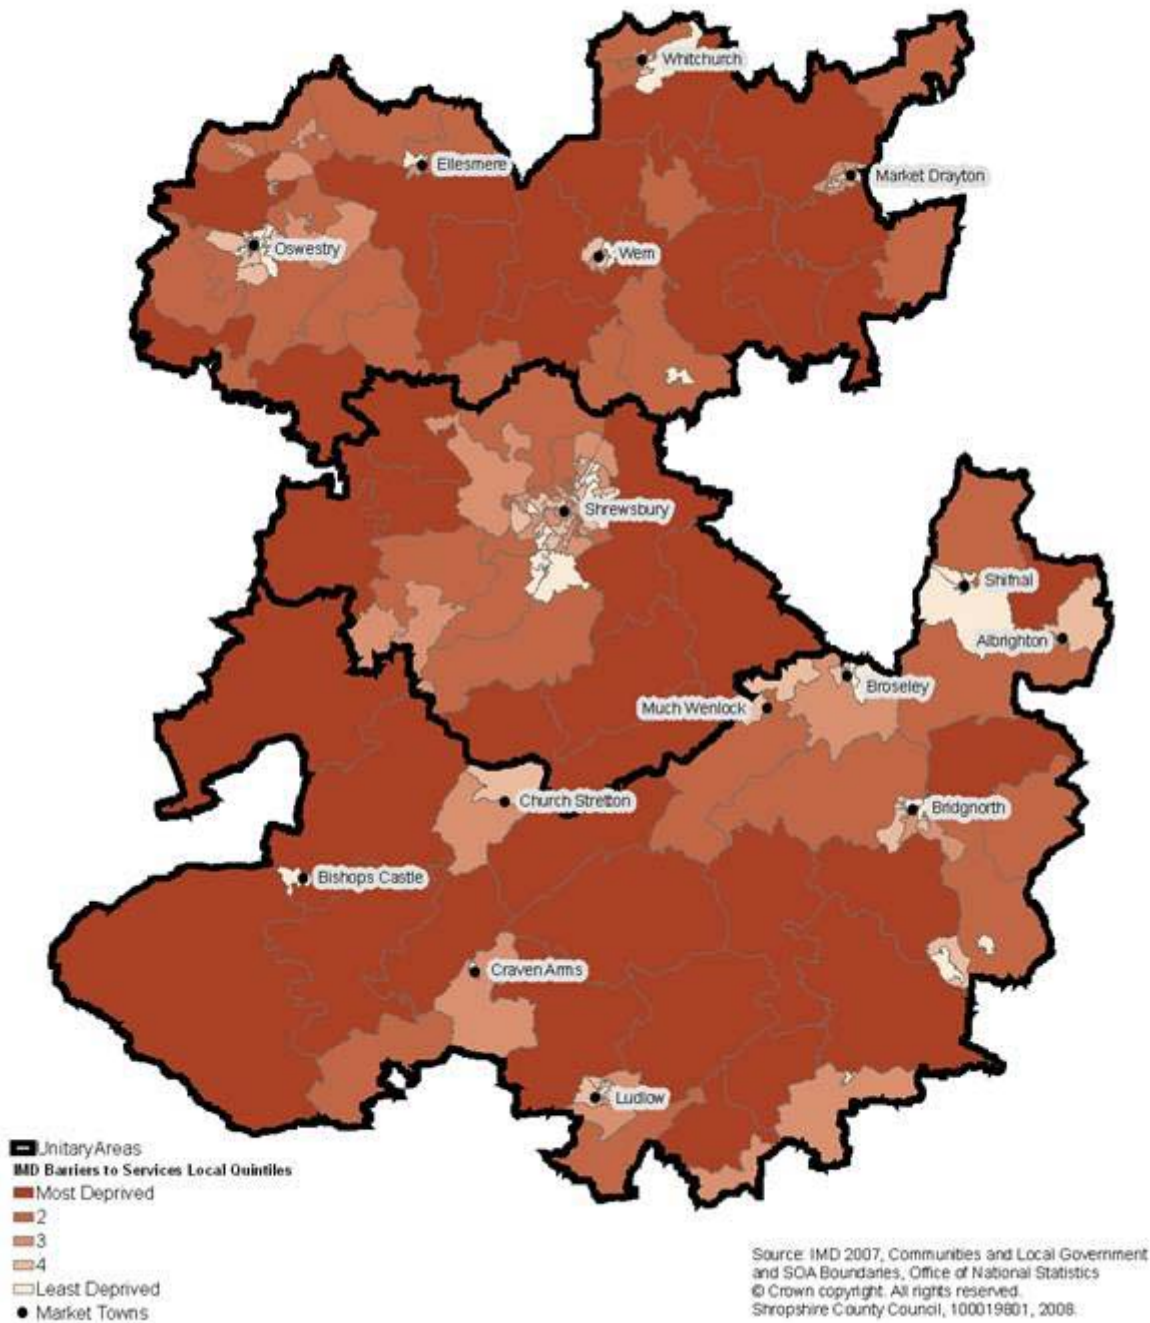 Whitchurch
Ellesmere
Market Drayton
Oswestry
Wem
Shrewsbury
Shifnal
Albrighton
Broseley
Much Wenlock
Church Stretton
Bridgnorth
Bishops Castle
Craven Arms
Ludlow
Unitary Areas
IMD Barriers to Services Local Quintiles
Most Deprived
2
3
4
Least Deprived
Market Towns
Source: IMD 2007, Communities and Local Government
and SOA Boundaries, Office of National Statistics
© Crown copyright. All rights reserved.
Shropshire County Council, 100019801, 2008.